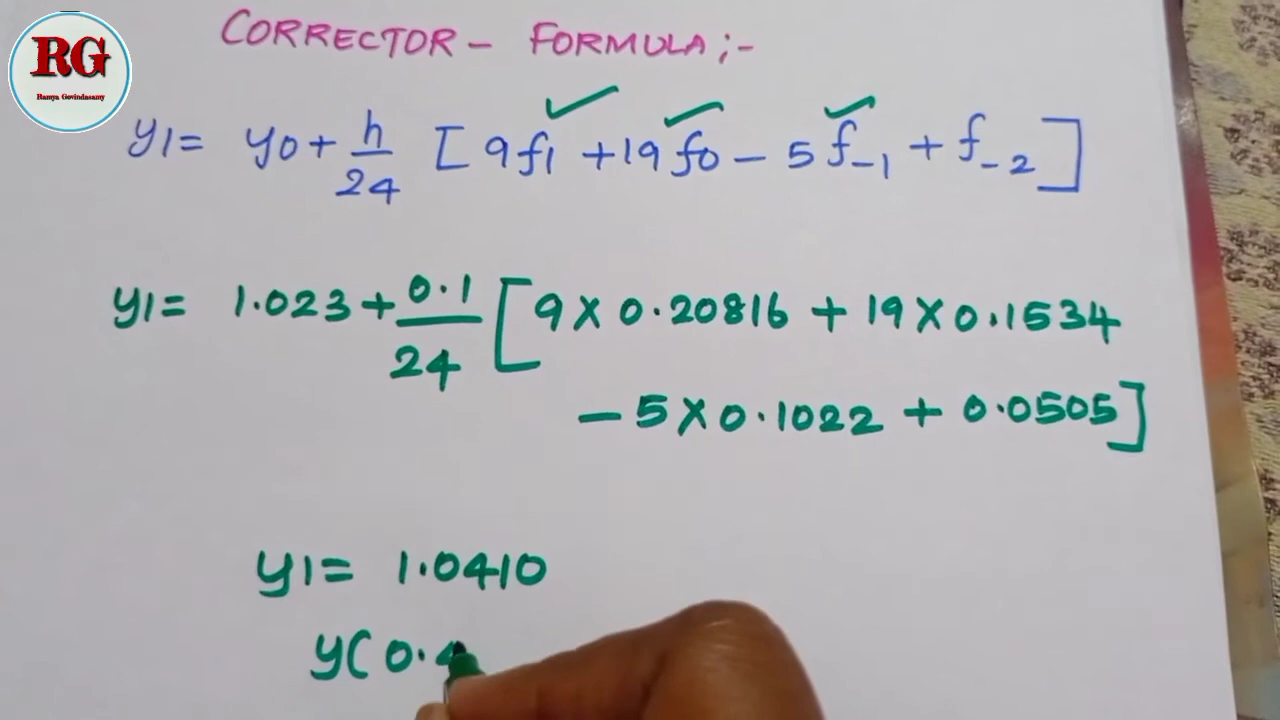 RG
Ramya Govindasamy
CORRECTOR - FORMULA ;-
y1 = y0 + h/24 [ 9f1 + 19f0 - 5f-1 + f-2 ]
y1 = 1.023 + 0.1/24 [ 9 x 0.20816 + 19 x 0.1534
- 5 x 0.1022 + 0.0505 ]
y1 = 1.0410
y( 0.4